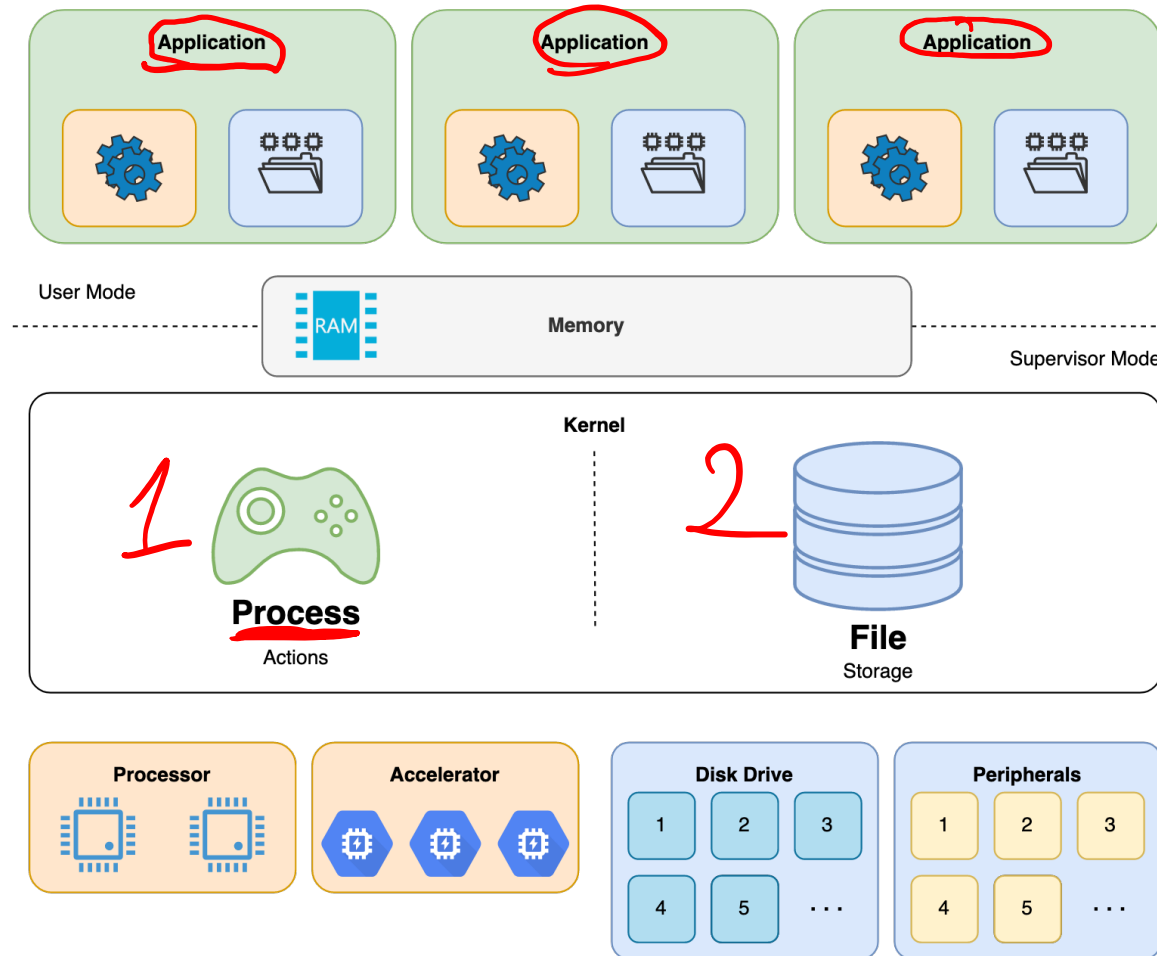 Application
Application
Application
User Mode
RAM
Memory
Supervisor Mode
Kernel
1
2
Process
Actions
File
Storage
Processor
Accelerator
Disk Drive
1 2 3
4 5 ...
Peripherals
1 2 3
4 5 ...